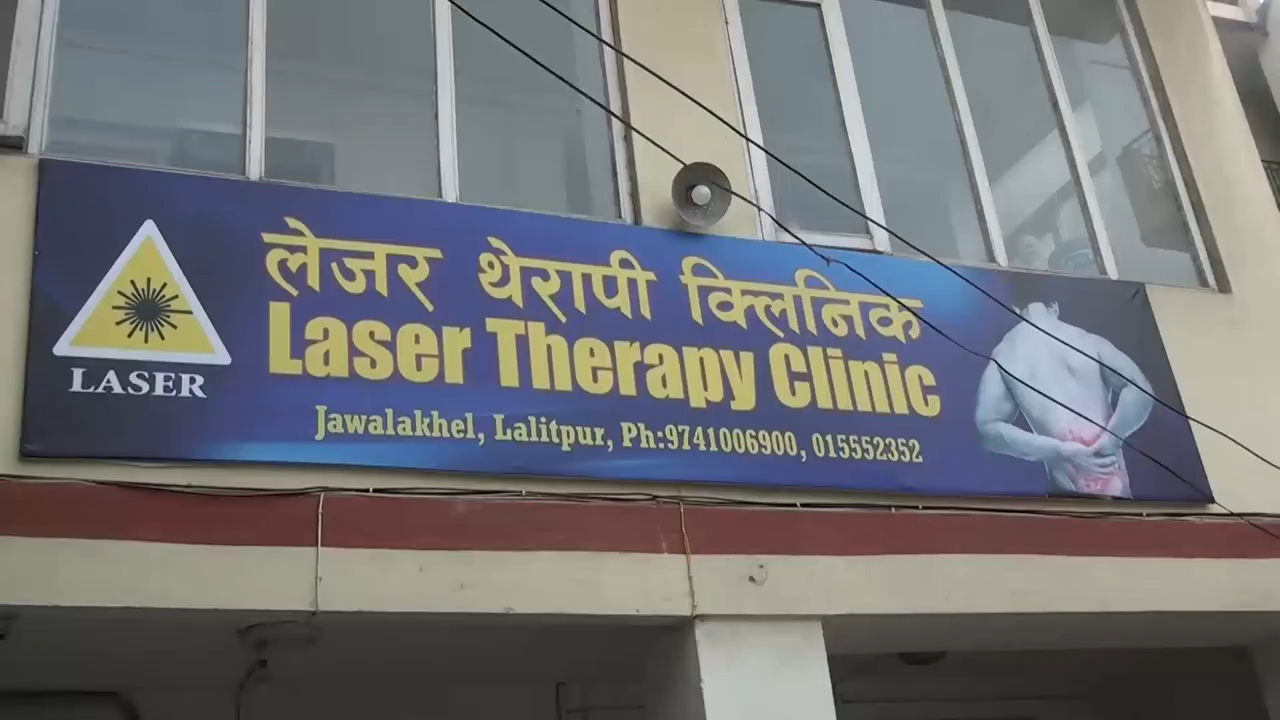 लेजर थेरापी क्लिनिक
Laser Therapy Clinic
LASER
Jawalakhel, Lalitpur, Ph:9741006900, 015552352